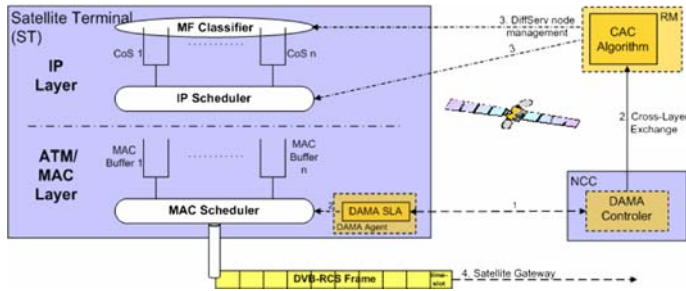 Satellite Terminal
(ST)
MF Classifier
CoS 1
CoS n
IP
Layer
IP Scheduler
3. DiffServ node
management
3
RM
CAC
Algorithm
2. Cross-Layer
Exchange
ATM/
MAC
Layer
MAC
Buffer 1
MAC
Buffer
n
MAC Scheduler
DAMA SLA
DAMA Agent
1
NCC
DAMA
Controler
DVB-RCS Frame
time-
slot
4. Satellite Gateway